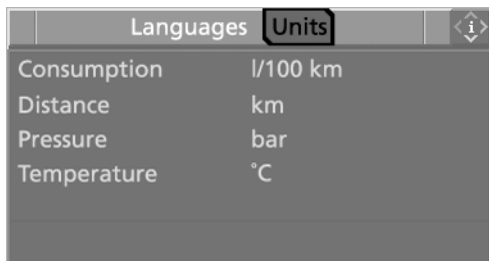 Languages Units
Consumption l/100 km
Distance km
Pressure bar
Temperature °C